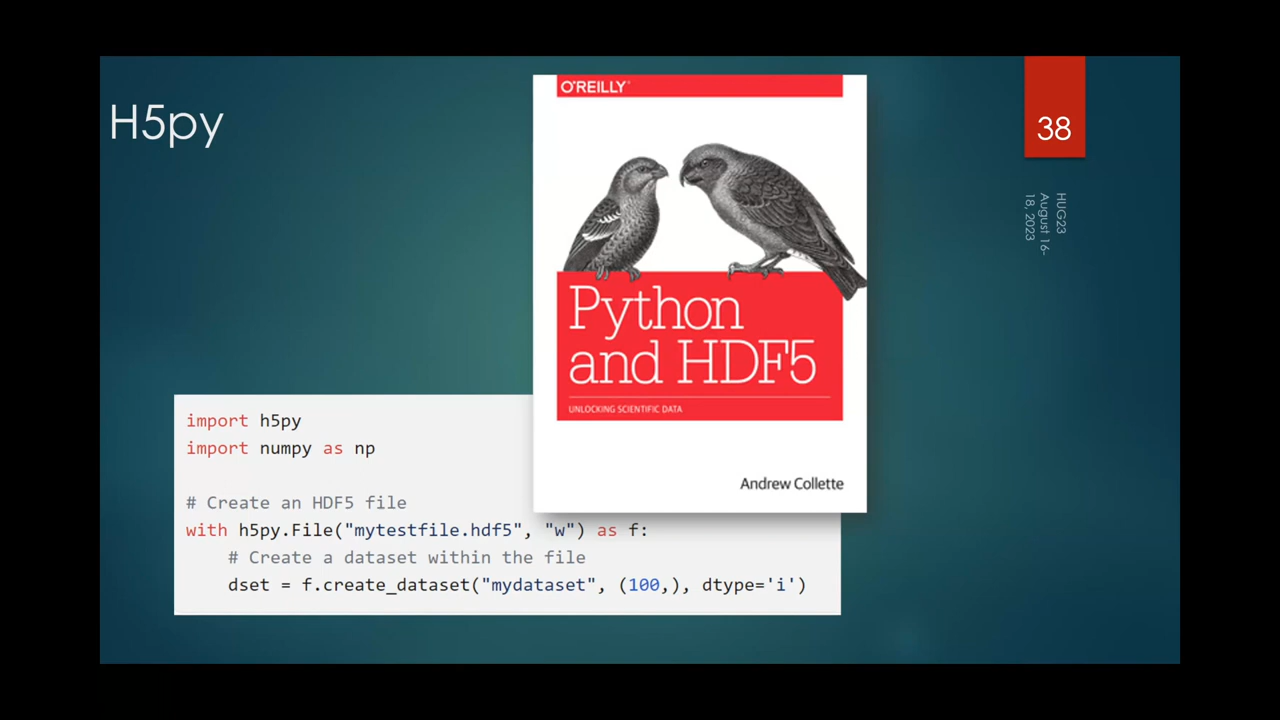 H5py
O'REILLY®
Python
and HDF5
UNLOCKING SCIENTIFIC DATA
Andrew Collette
import h5py
import numpy as np
# Create an HDF5 file
with h5py.File("mytestfile.hdf5", "w") as f:
    # Create a dataset within the file
    dset = f.create_dataset("mydataset", (100,), dtype='i')
38
HUG23
August 16-
18, 2023